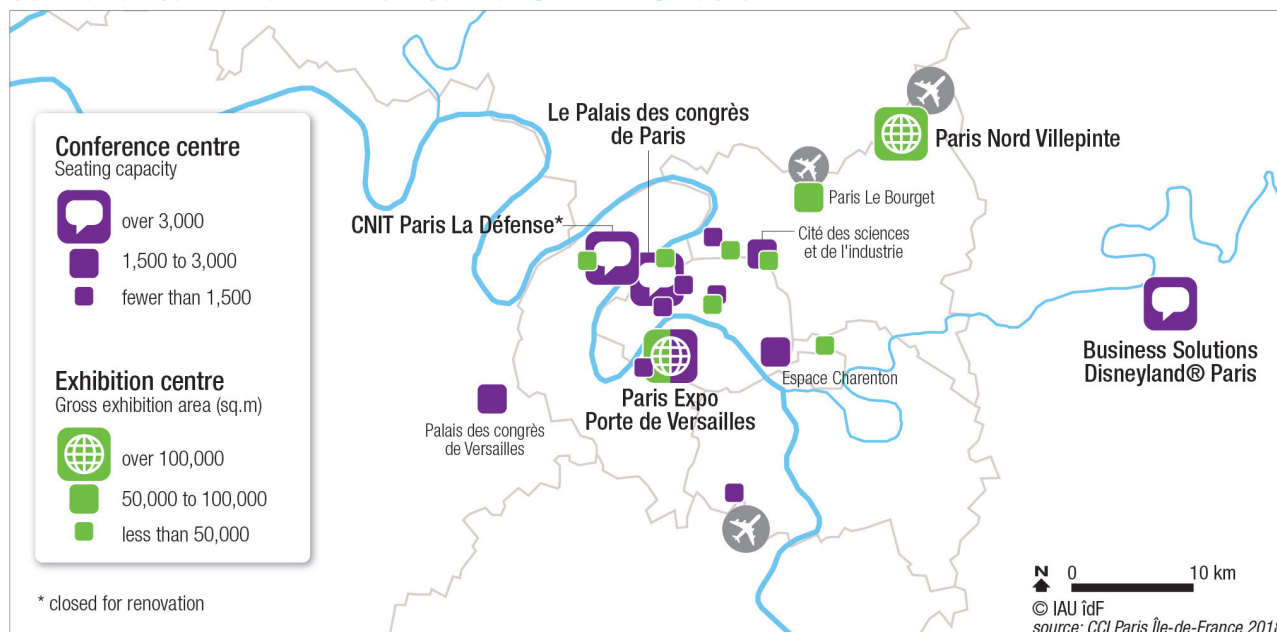 Conference centre
Seating capacity
over 3,000
1,500 to 3,000
fewer than 1,500
Exhibition centre
Gross exhibition area (sq.m)
over 100,000
50,000 to 100,000
less than 50,000
* closed for renovation
Le Palais des congrès
de Paris
CNIT Paris La Défense*
Paris Nord Villepinte
Paris Le Bourget
Cité des sciences
et de l'industrie
Business Solutions
Disneyland® Paris
Espace Charenton
Paris Expo
Porte de Versailles
Palais des congrès
de Versailles
N 0 10 km
© IAU îdF
source: CCI Paris Île-de-France 2018